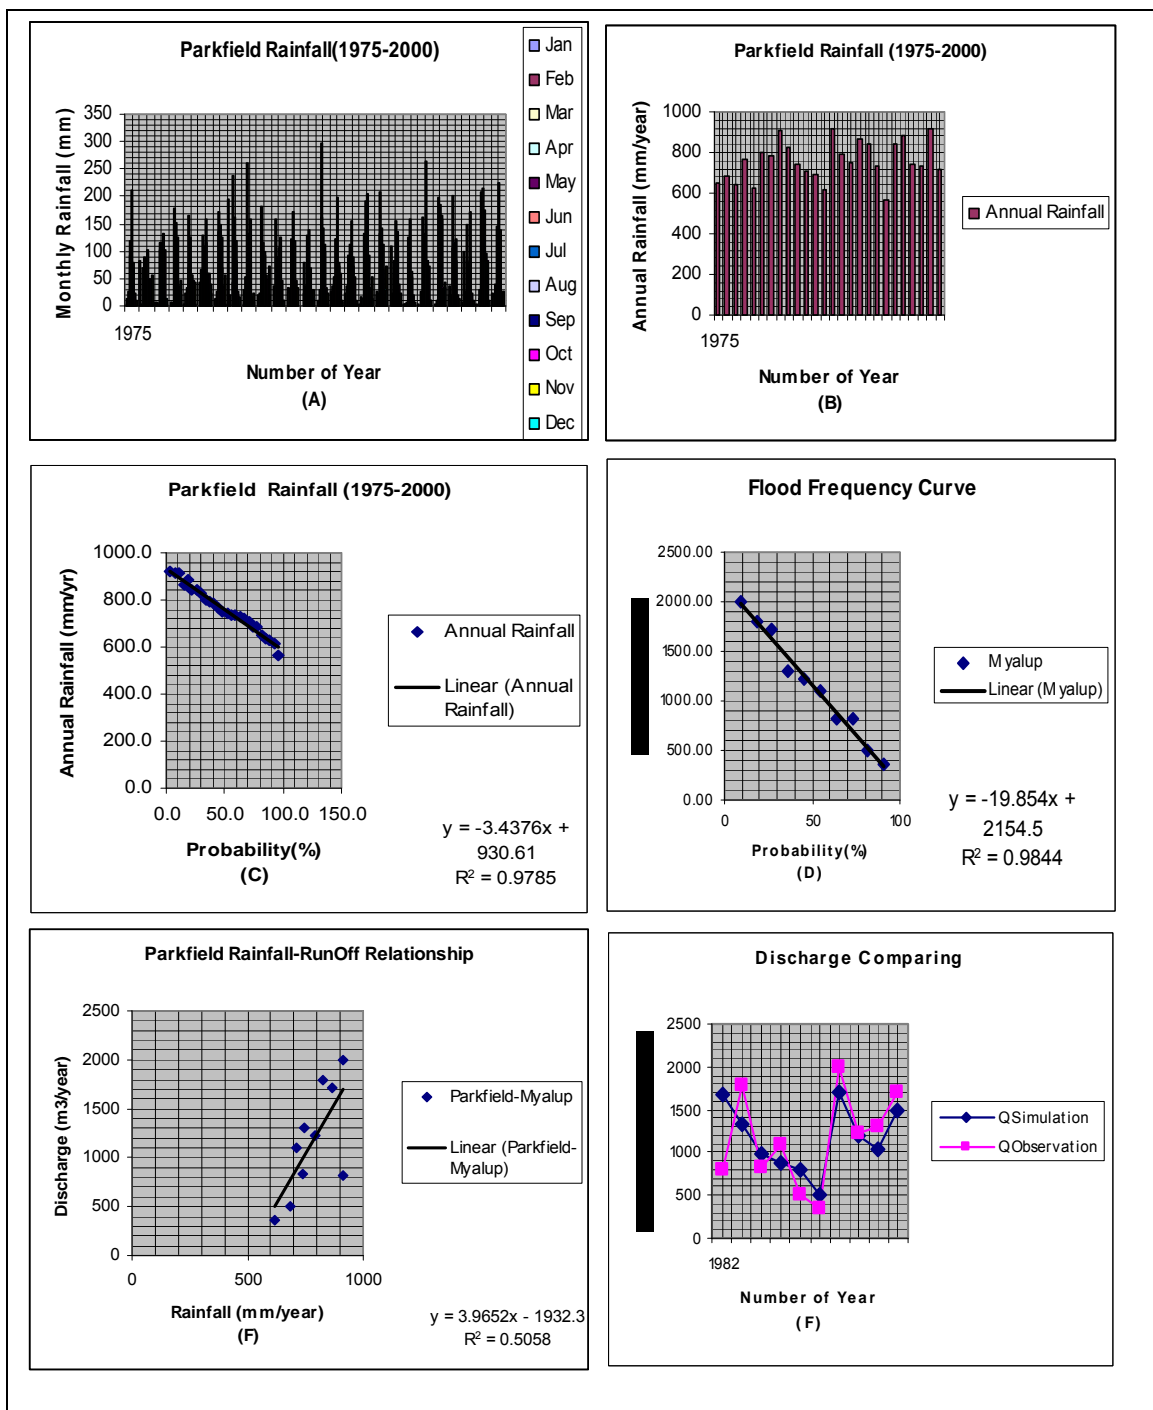 Parkfield Rainfall(1975-2000)
Monthly Rainfall (mm)
350
300
250
200
150
100
50
0
1975
Number of Year
(A)
Jan
Feb
Mar
Apr
May
Jun
Jul
Aug
Sep
Oct
Nov
Dec
Parkfield Rainfall (1975-2000)
Annual Rainfall (mm/year)
1000
800
600
400
200
0
1975
Number of Year
(B)
Annual Rainfall
Parkfield Rainfall (1975-2000)
Annual Rainfall (mm/yr)
1000.0
800.0
600.0
400.0
200.0
0.0
0.0 50.0 100.0 150.0
Probability(%)
(C)
Annual Rainfall
Linear (Annual
Rainfall)
y = -3.4376x +
930.61
R² = 0.9785
Flood Frequency Curve
2500.00
2000.00
1500.00
1000.00
500.00
0.00
0 50 100
Probability(%)
(D)
Myalup
Linear (Myalup)
y = -19.854x +
2154.5
R² = 0.9844
Parkfield Rainfall-RunOff Relationship
Discharge (m3/year)
2500
2000
1500
1000
500
0
0 500 1000
Rainfall (mm/year)
(F)
Parkfield-Myalup
Linear (Parkfield-
Myalup)
y = 3.9652x - 1932.3
R² = 0.5058
Discharge Comparing
2500
2000
1500
1000
500
0
1982
Number of Year
(F)
QSimulation
QObservation